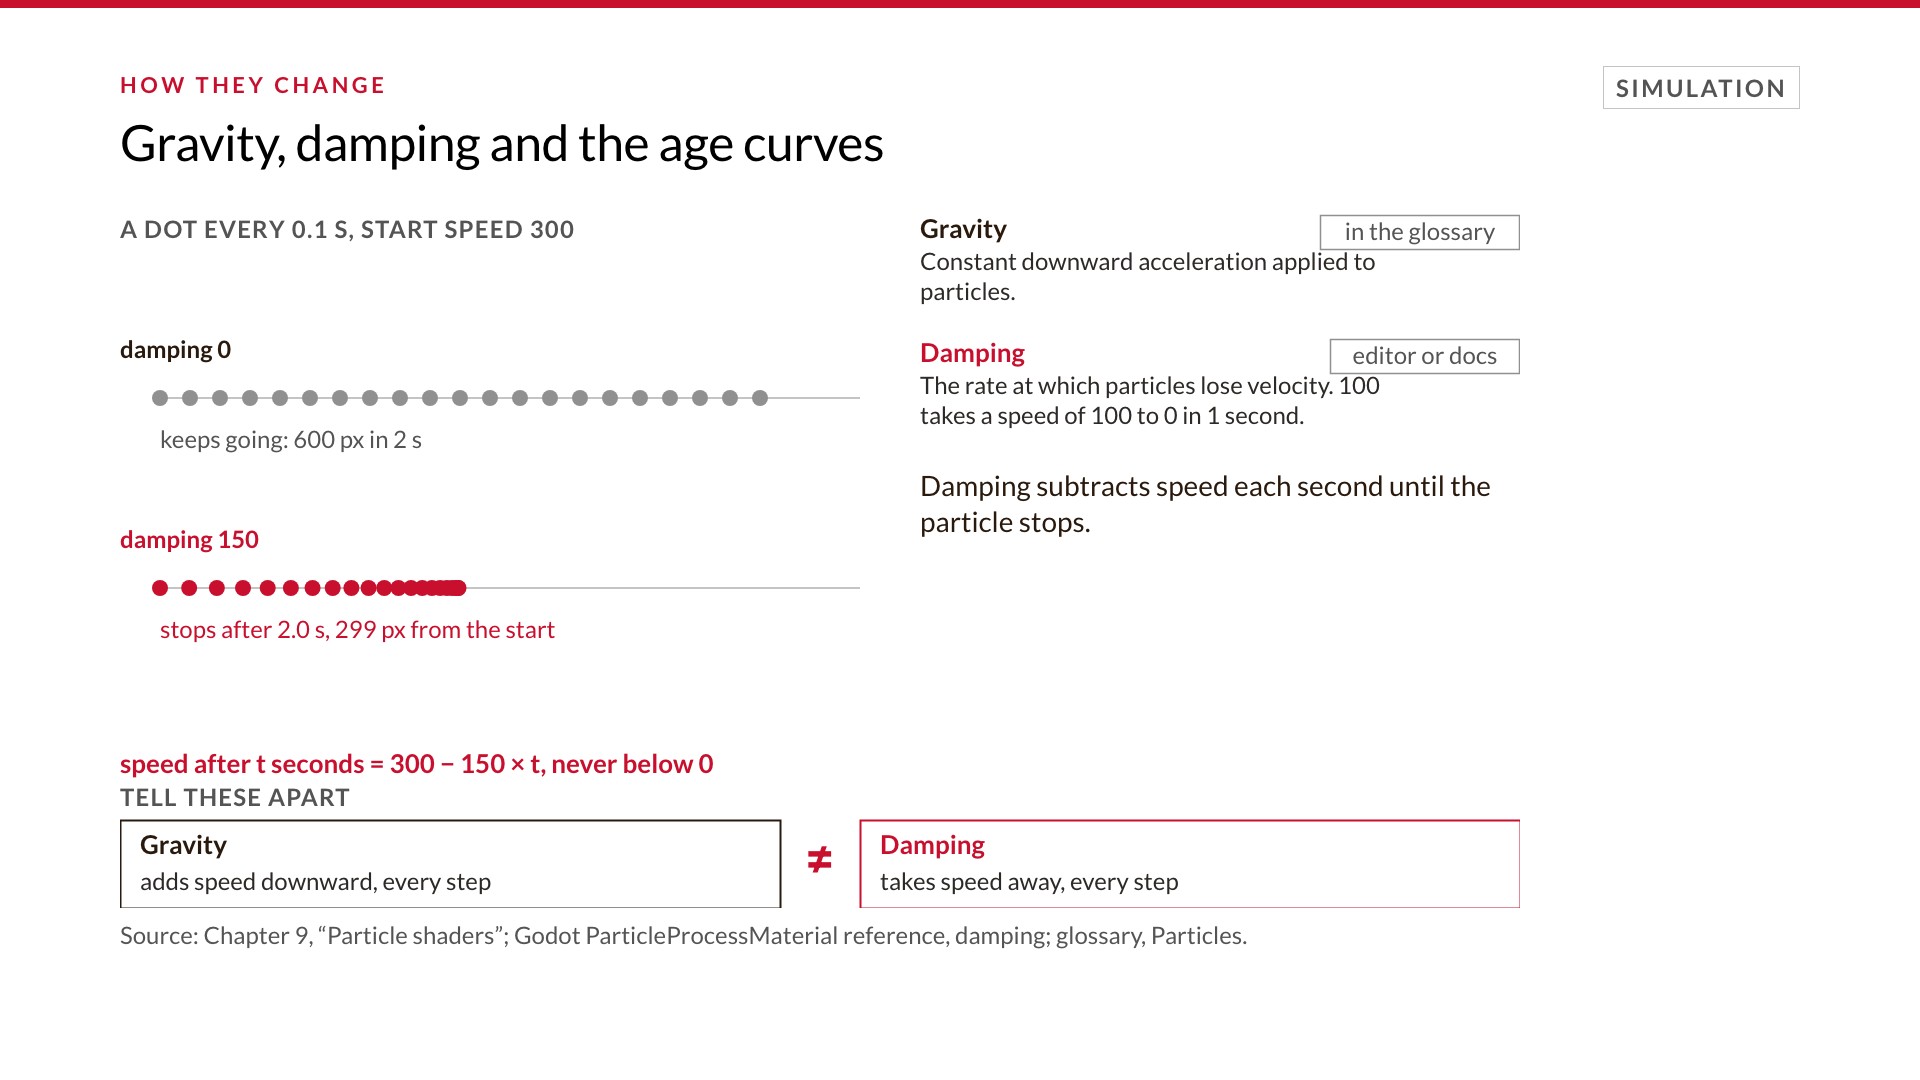 HOW THEY CHANGE
SIMULATION
Gravity, damping and the age curves
A DOT EVERY 0.1 S, START SPEED 300
damping 0
keeps going: 600 px in 2 s
damping 150
stops after 2.0 s, 299 px from the start
speed after t seconds = 300 − 150 × t, never below 0
Gravity
in the glossary
Constant downward acceleration applied to
particles.
Damping
editor or docs
The rate at which particles lose velocity. 100
takes a speed of 100 to 0 in 1 second.
Damping subtracts speed each second until the
particle stops.
TELL THESE APART
Gravity
adds speed downward, every step
≠
Damping
takes speed away, every step
Source: Chapter 9, “Particle shaders”; Godot ParticleProcessMaterial reference, damping; glossary, Particles.